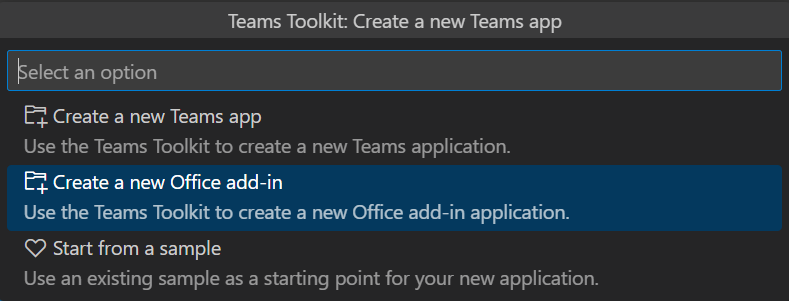 Teams Toolkit: Create a new Teams app
Select an option
Create a new Teams app
Use the Teams Toolkit to create a new Teams application.
Create a new Office add-in
Use the Teams Toolkit to create a new Office add-in application.
Start from a sample
Use an existing sample as a starting point for your new application.